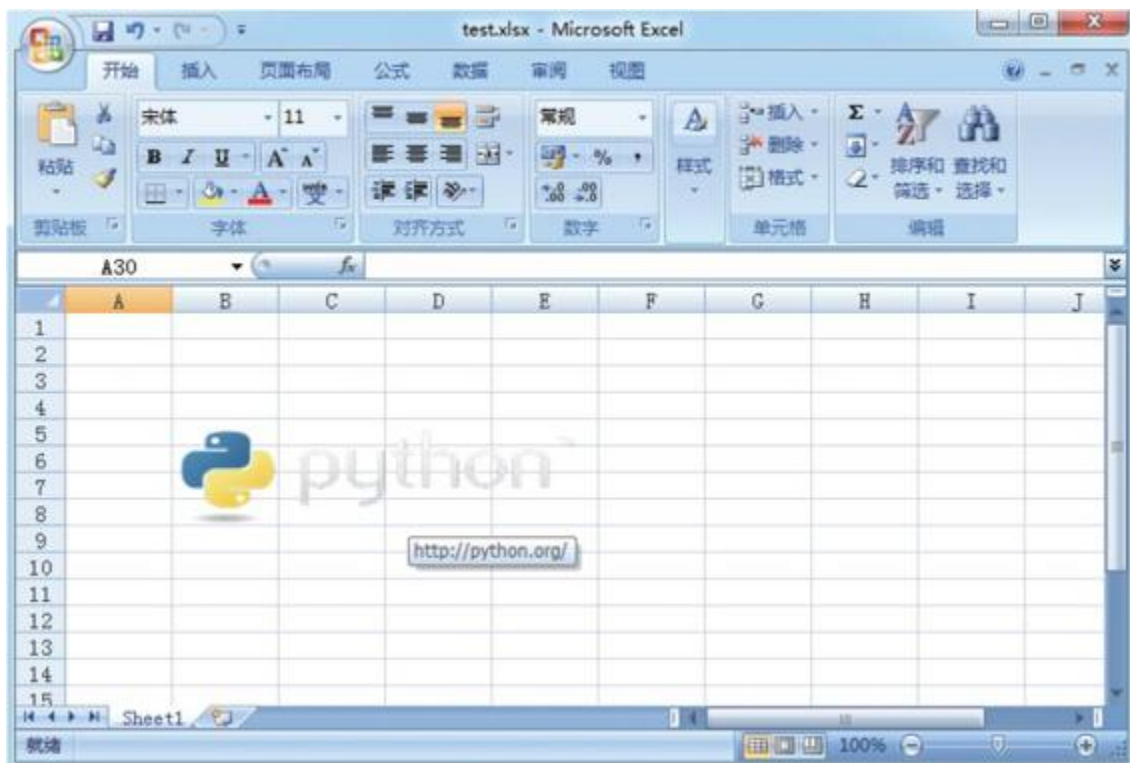 test.xlsx - Microsoft Excel
开始 插入 页面布局 公式 数据 审阅 视图
宋体 11 常规 Σ
插入
B I U A A % , 样式 删除 排序和 查找和
粘贴 格式 筛选 选择
A 变 .00 .0
剪贴板 字体 对齐方式 数字 单元格 编辑
A30 fx
A B C D E F G H I J
1
2
3
4
5
6
7
8
9
10
11
12
13
14
15
python
http://python.org/
Sheet1
就绪 100%